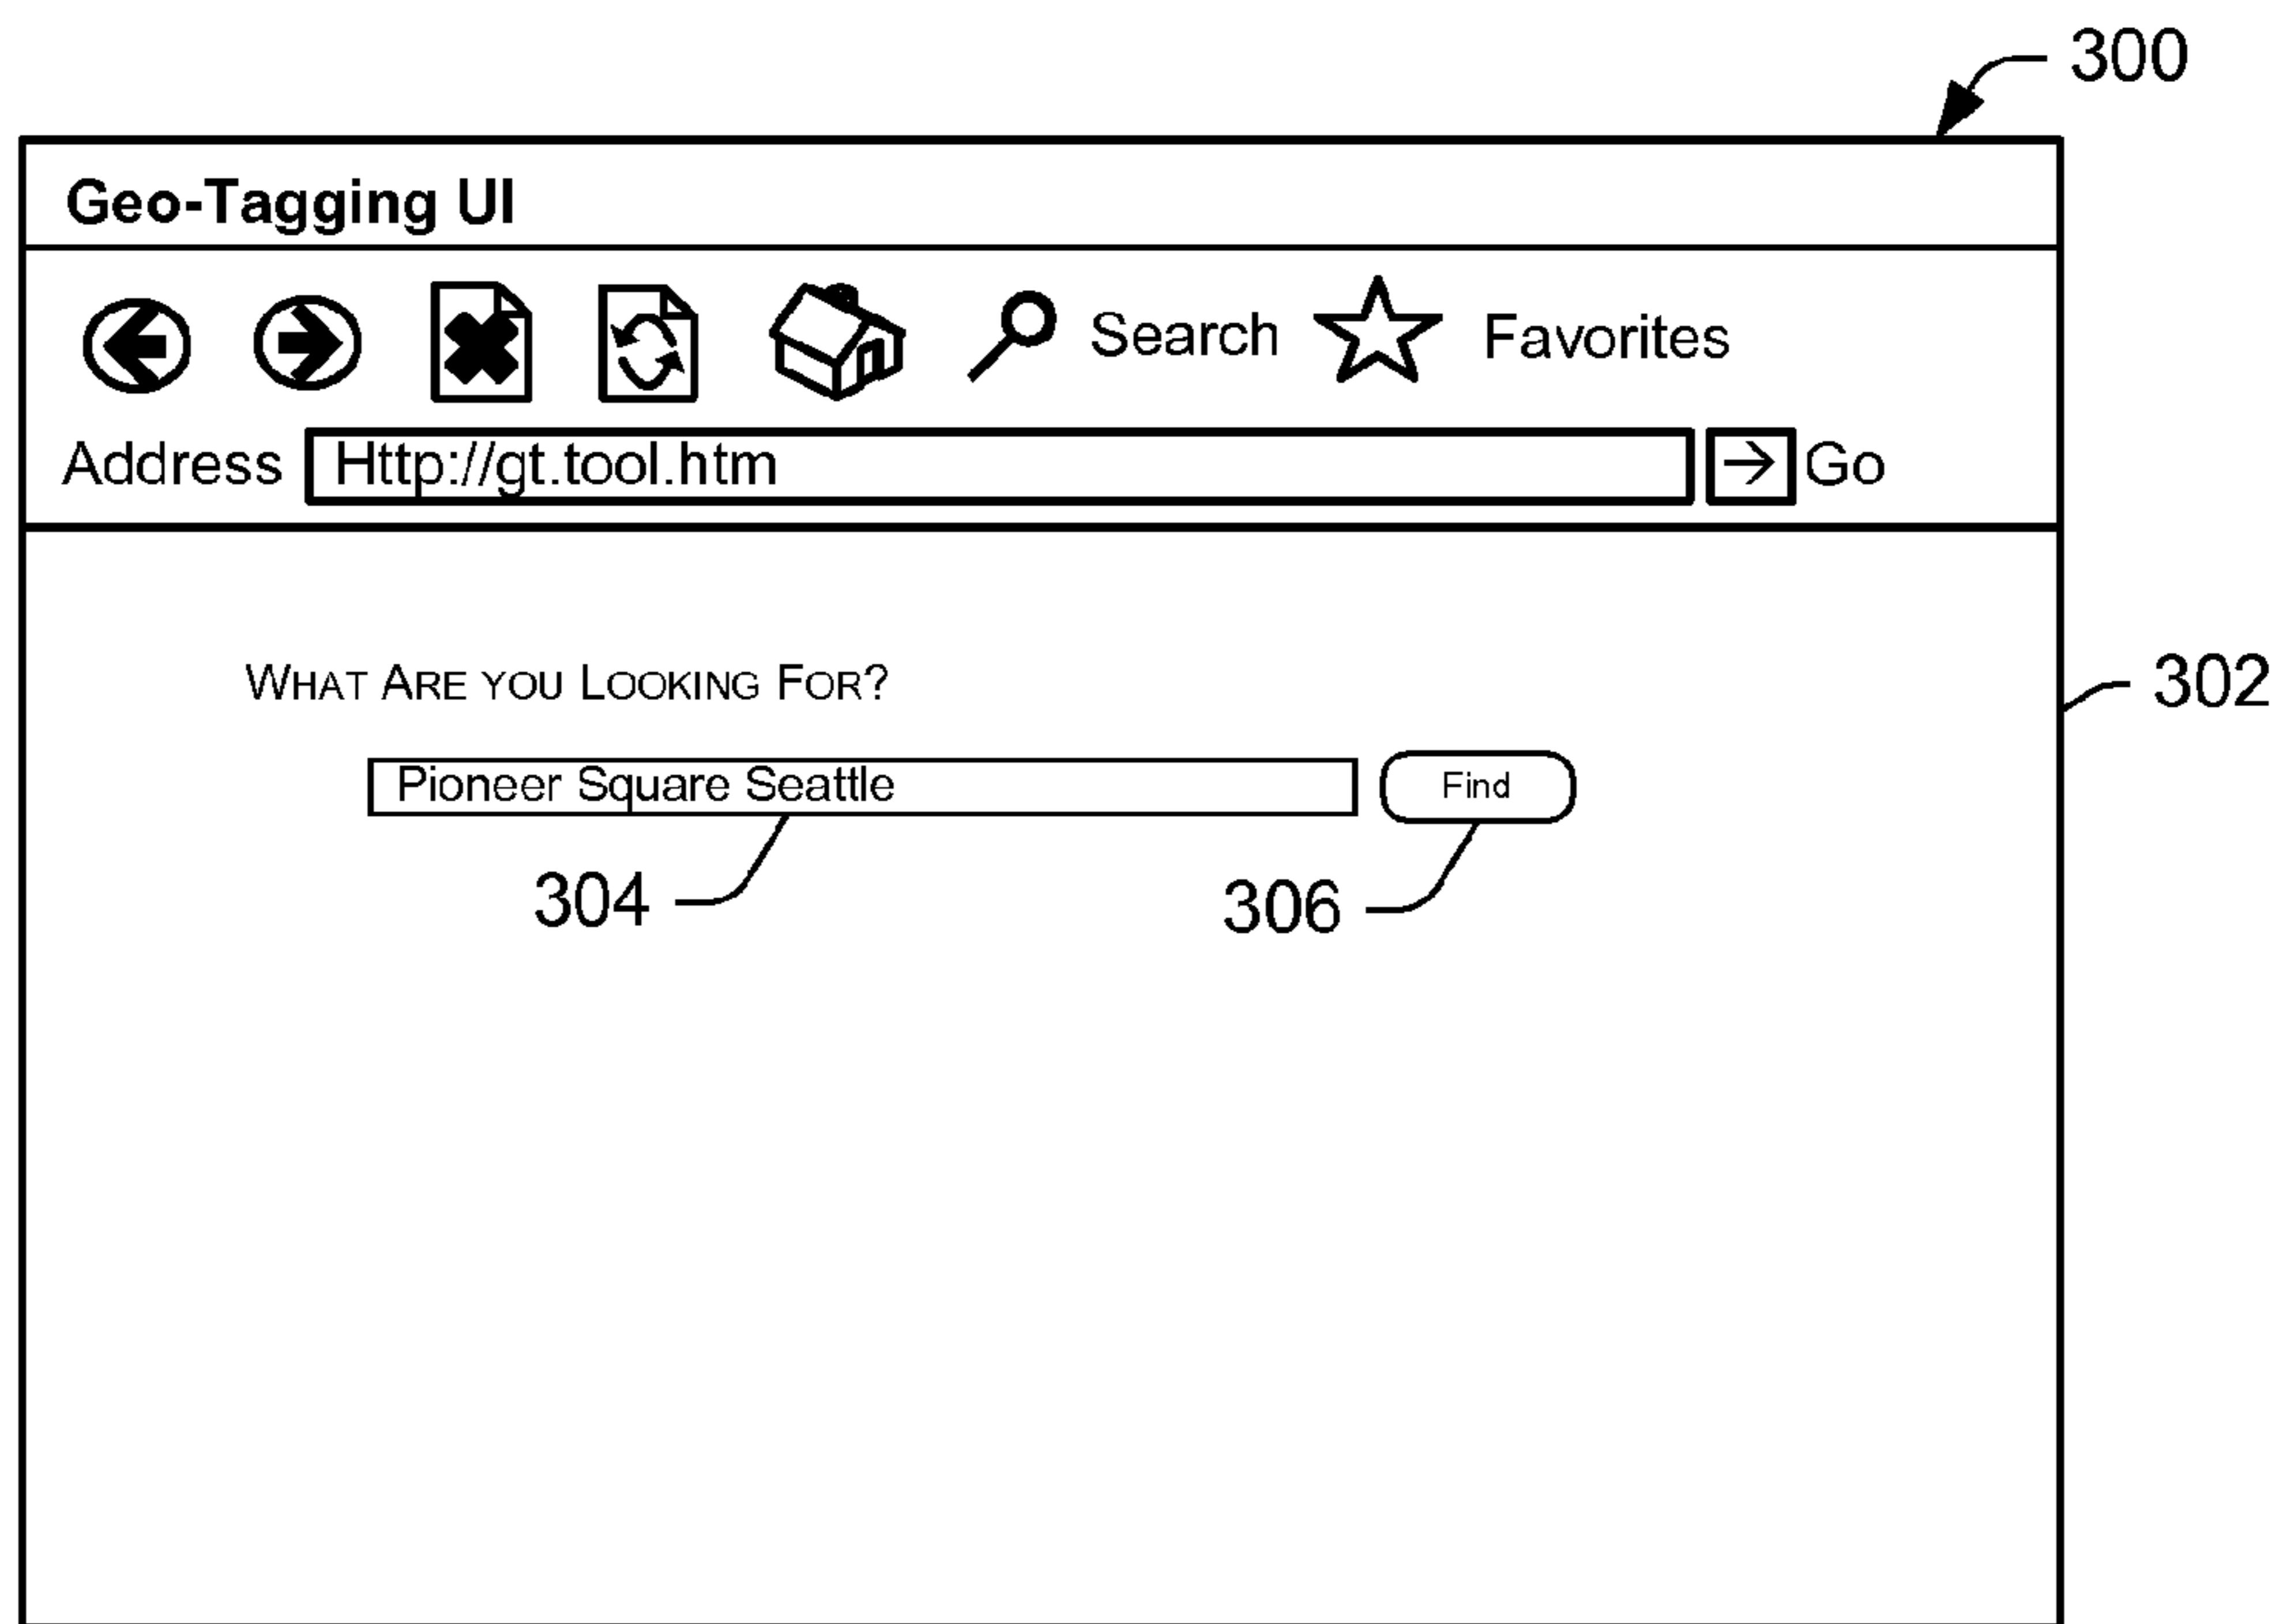 300
Geo-Tagging UI
Search Favorites
Address Http://gt.tool.htm Go
WHAT ARE YOU LOOKING FOR?
302
Pioneer Square Seattle Find
304 306